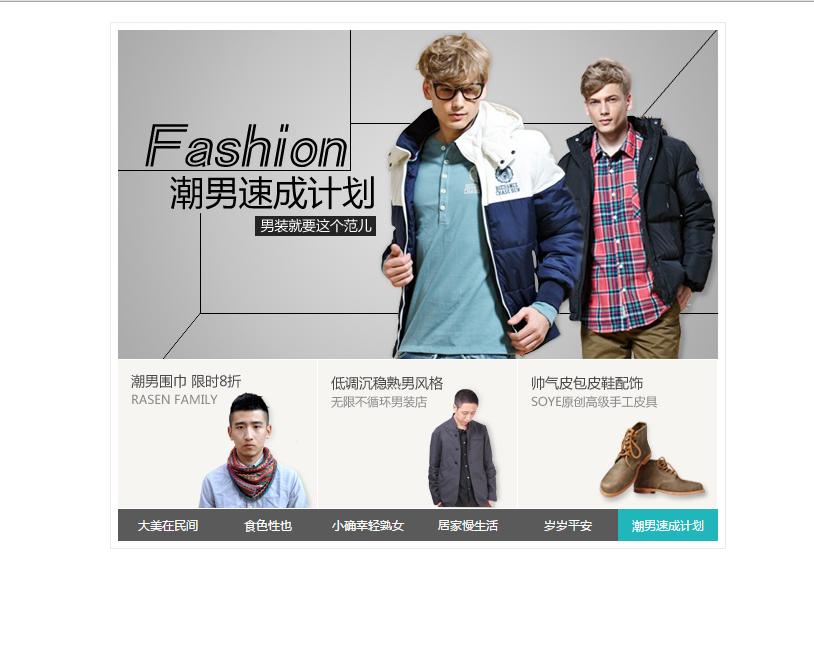 Fashion
潮男速成计划
男装就要这个范儿
潮男围巾 限时8折
RASEN FAMILY
低调沉稳熟男风格
无限不循环男装店
帅气皮包皮鞋配饰
SOYE原创高级手工皮具
大美在民间
食色性也
小确幸轻熟女
居家慢生活
岁岁平安
潮男速成计划